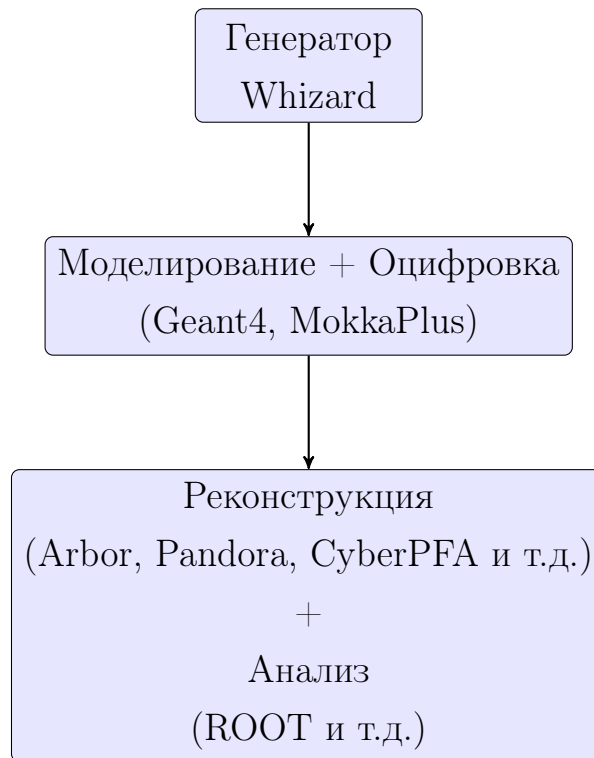 Генератор
Whizard
Моделирование + Оцифровка
(Geant4, MokkaPlus)
Реконструкция
(Arbor, Pandora, CyberPFA и т.д.)
+
Анализ
(ROOT и т.д.)